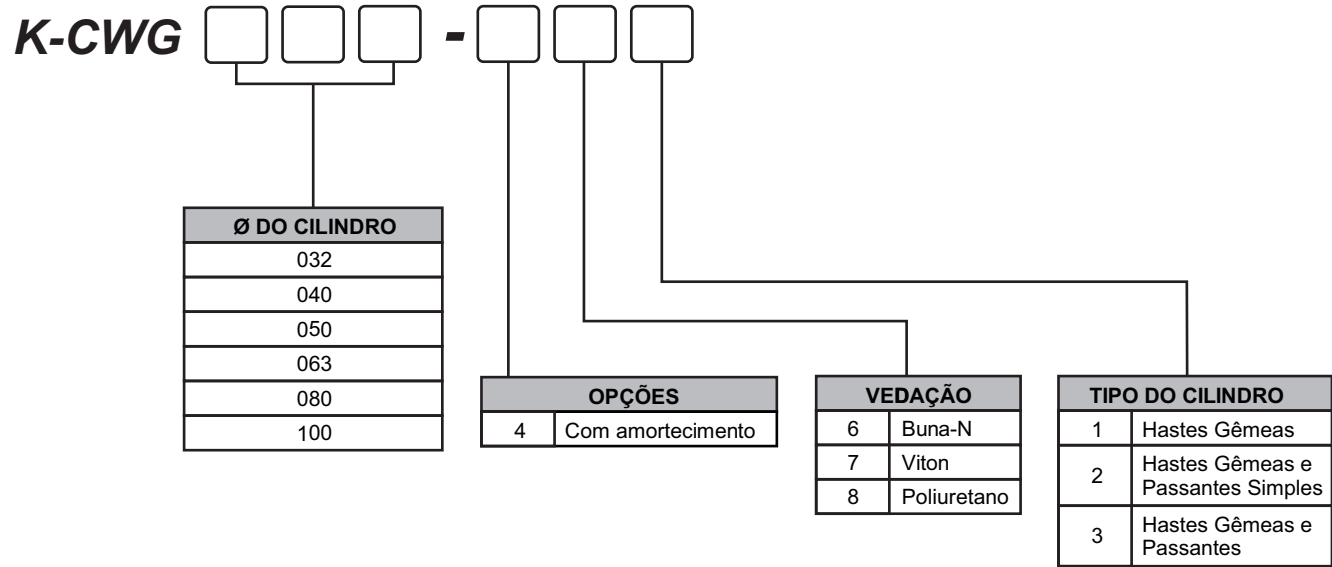 K-CWG -
Ø DO CILINDRO
032
040
050
063
080
100
OPÇÕES
4 Com amortecimento
VEDAÇÃO
6 Buna-N
7 Viton
8 Poliuretano
TIPO DO CILINDRO
1 Hastes Gêmeas
2 Hastes Gêmeas e
Passantes Simples
3 Hastes Gêmeas e
Passantes